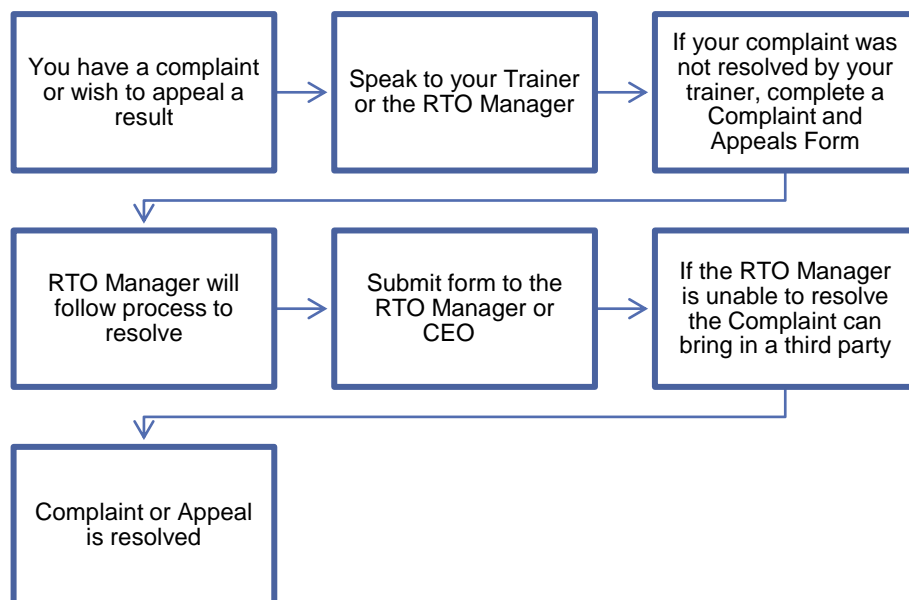 You have a complaint
or wish to appeal a
result
Speak to your Trainer
or the RTO Manager
If your complaint was
not resolved by your
trainer, complete a
Complaint and
Appeals Form
RTO Manager will
follow process to
resolve
Submit form to the
RTO Manager or
CEO
If the RTO Manager
is unable to resolve
the Complaint can
bring in a third party
Complaint or Appeal
is resolved